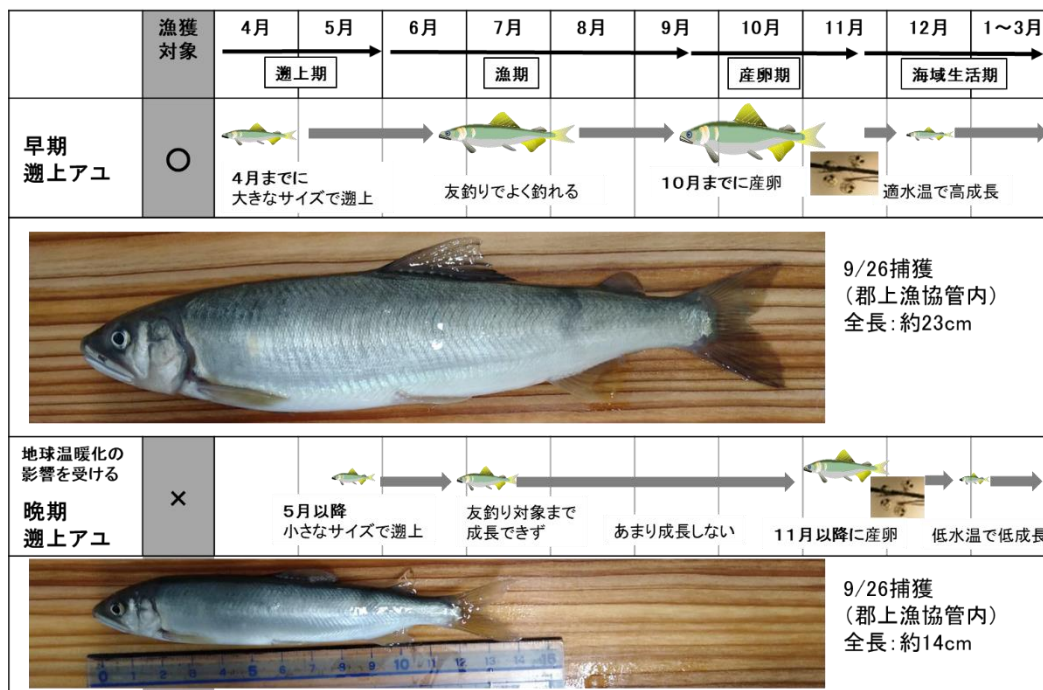 漁獲
対象
4月 5月 6月 7月 8月 9月 10月 11月 12月 1～3月
遡上期 漁期 産卵期 海域生活期
早期
遡上アユ
○
4月までに
大きなサイズで遡上
友釣りでよく釣れる
10月までに産卵
適水温で高成長
9/26捕獲
(郡上漁協管内)
全長:約23cm
地球温暖化の
影響を受ける
晩期
遡上アユ
×
5月以降
小さなサイズで遡上
友釣り対象まで
成長できず
あまり成長しない
11月以降に産卵
低水温で低成長
9/26捕獲
(郡上漁協管内)
全長:約14cm
0 5 10 11 12 13 14 15